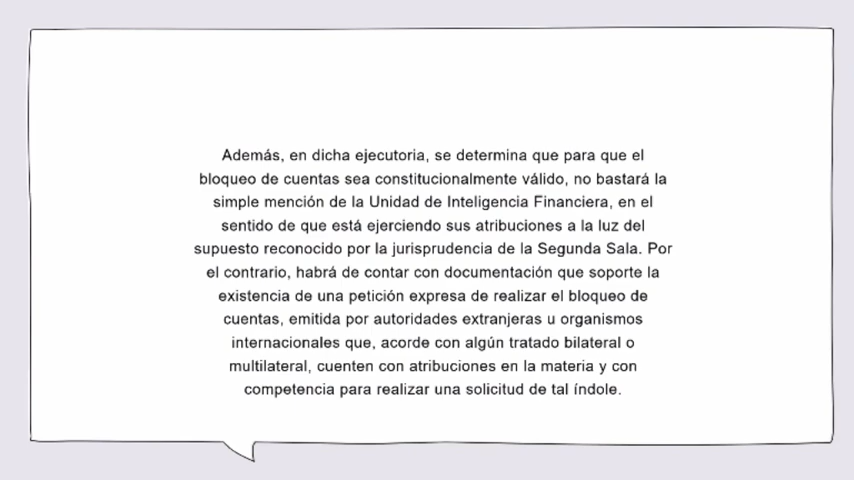 Además, en dicha ejecutoria, se determina que para que el
bloqueo de cuentas sea constitucionalmente válido, no bastará la
simple mención de la Unidad de Inteligencia Financiera, en el
sentido de que está ejerciendo sus atribuciones a la luz del
supuesto reconocido por la jurisprudencia de la Segunda Sala. Por
el contrario, habrá de contar con documentación que soporte la
existencia de una petición expresa de realizar el bloqueo de
cuentas, emitida por autoridades extranjeras u organismos
internacionales que, acorde con algún tratado bilateral o
multilateral, cuenten con atribuciones en la materia y con
competencia para realizar una solicitud de tal índole.